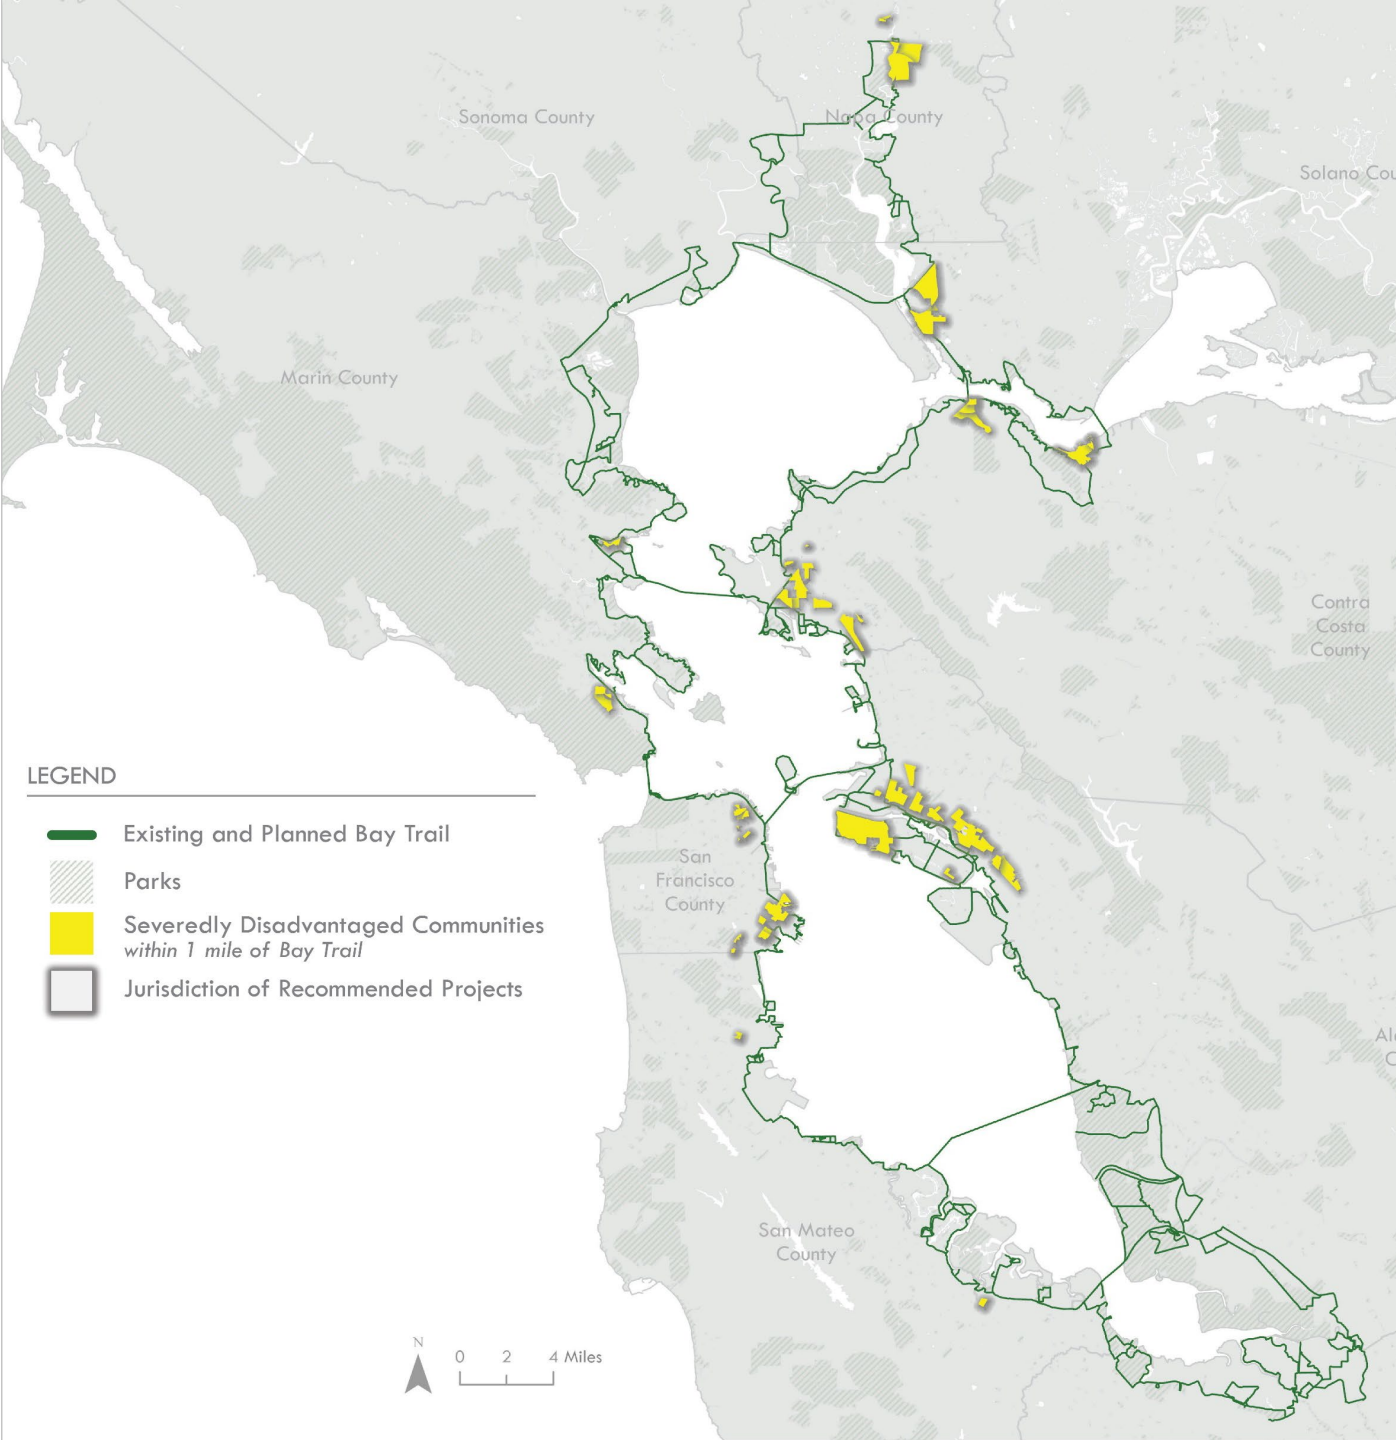 Sonoma County
Napa County
Solano Cou
Marin County
Contra
Costa
County
LEGEND
Existing and Planned Bay Trail
Parks
Severedly Disadvantaged Communities
within 1 mile of Bay Trail
Jurisdiction of Recommended Projects
San
Francisco
County
Al
C
San Mateo
County
N
0 2 4 Miles